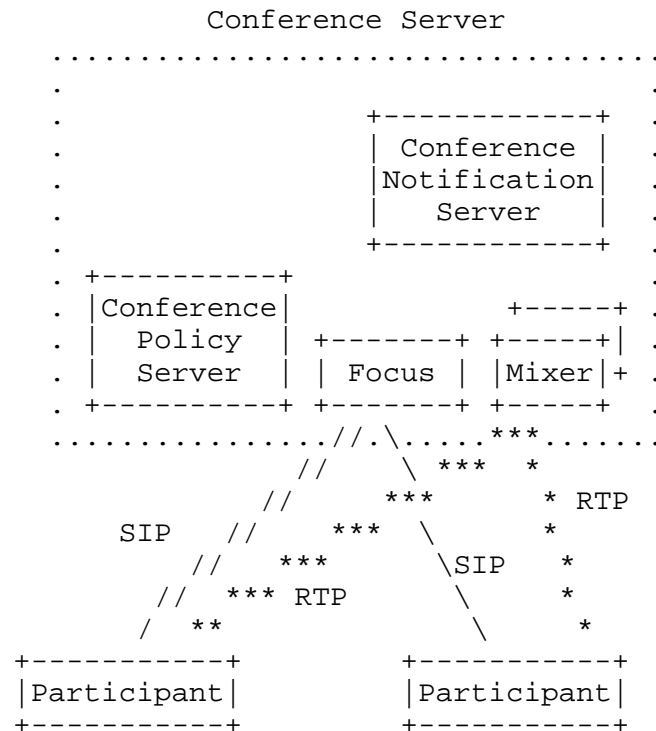 Conference Server
Conference
Notification
Server
Conference
Policy
Server
Focus
Mixer
RTP
SIP
SIP
RTP
Participant
Participant